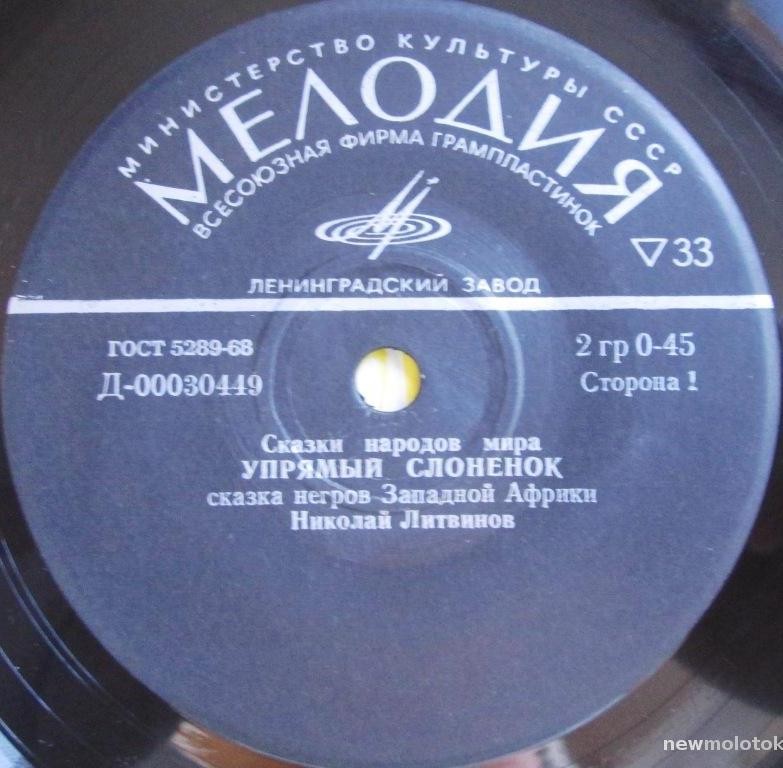 МИНИСТЕРСТВО КУЛЬТУРЫ СССР
МЕЛОДИЯ
ВСЕСОЮЗНАЯ ФИРМА ГРАМПЛАСТИНОК
▽33
ЛЕНИНГРАДСКИЙ ЗАВОД
ГОСТ 5289-68
2 гр 0-45
Д-00030449
Сторона 1
Сказки народов мира
УПРЯМЫЙ СЛОНЕНОК
сказка негров Западной Африки
Николай Литвинов
newmolotok